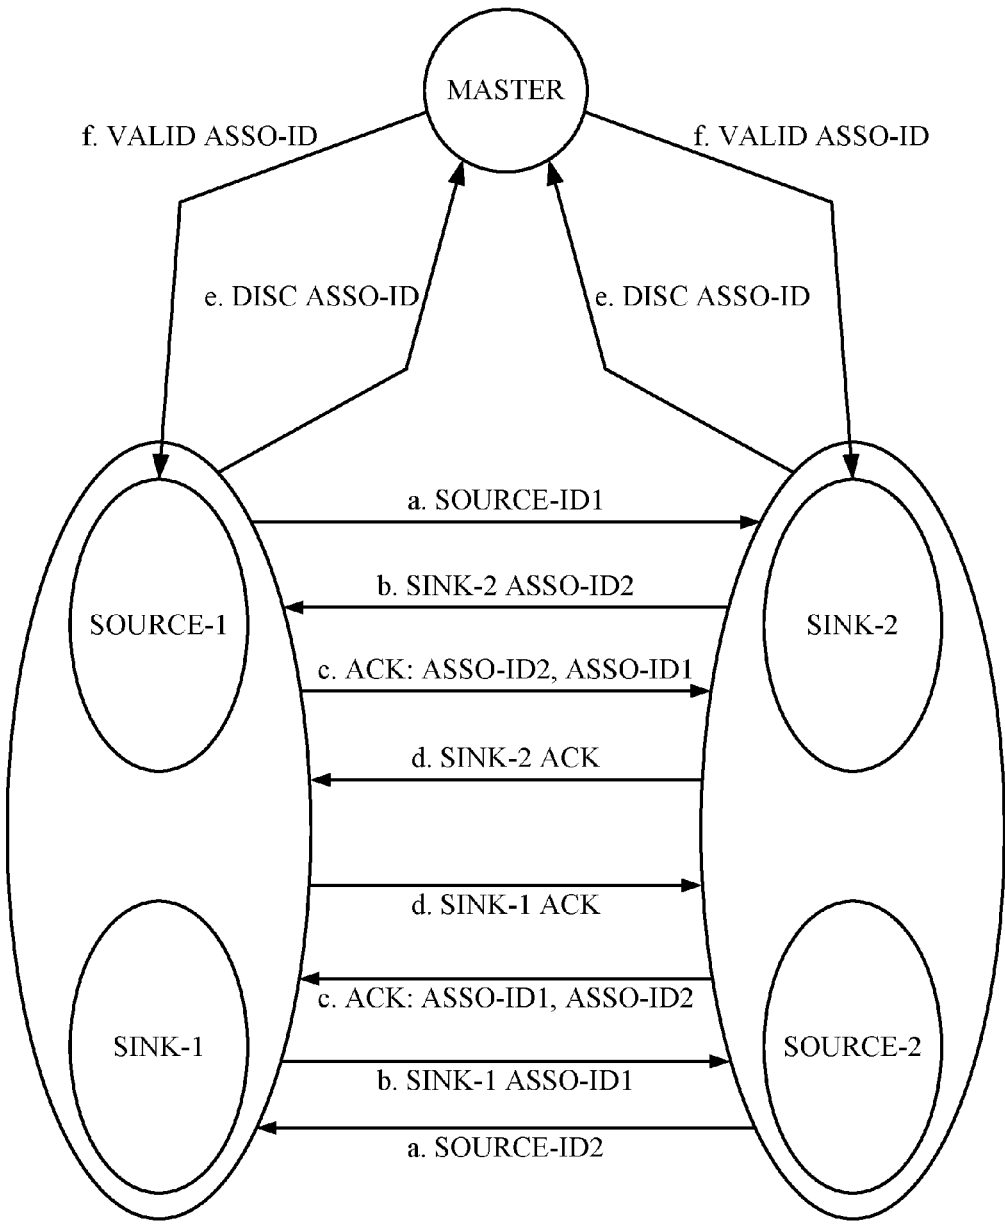 MASTER
f. VALID ASSO-ID
f. VALID ASSO-ID
e. DISC ASSO-ID
e. DISC ASSO-ID
a. SOURCE-ID1
b. SINK-2 ASSO-ID2
SOURCE-1
SINK-2
c. ACK: ASSO-ID2, ASSO-ID1
d. SINK-2 ACK
d. SINK-1 ACK
c. ACK: ASSO-ID1, ASSO-ID2
SINK-1
SOURCE-2
b. SINK-1 ASSO-ID1
a. SOURCE-ID2